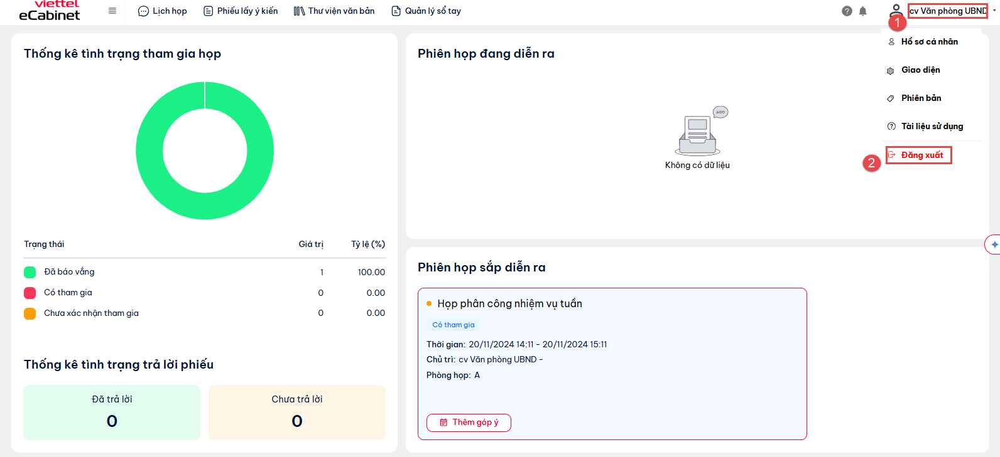 viettel
eCabinet
Lịch họp
Phiếu lấy ý kiến
Thư viện văn bản
Quản lý sổ tay
?
cv Văn phòng UBND
1
Hồ sơ cá nhân
Giao diện
Phiên bản
Tài liệu sử dụng
2
Đăng xuất
Thống kê tình trạng tham gia họp
Trạng thái Giá trị Tỷ lệ (%)
Đã báo vắng 1 100.00
Có tham gia 0 0.00
Chưa xác nhận tham gia 0 0.00
Thống kê tình trạng trả lời phiếu
Đã trả lời
0
Chưa trả lời
0
Phiên họp đang diễn ra
Không có dữ liệu
Phiên họp sắp diễn ra
Họp phân công nhiệm vụ tuần
Có tham gia
Thời gian: 20/11/2024 14:11 - 20/11/2024 15:11
Chủ trì: cv Văn phòng UBND -
Phòng họp: A
Thêm góp ý